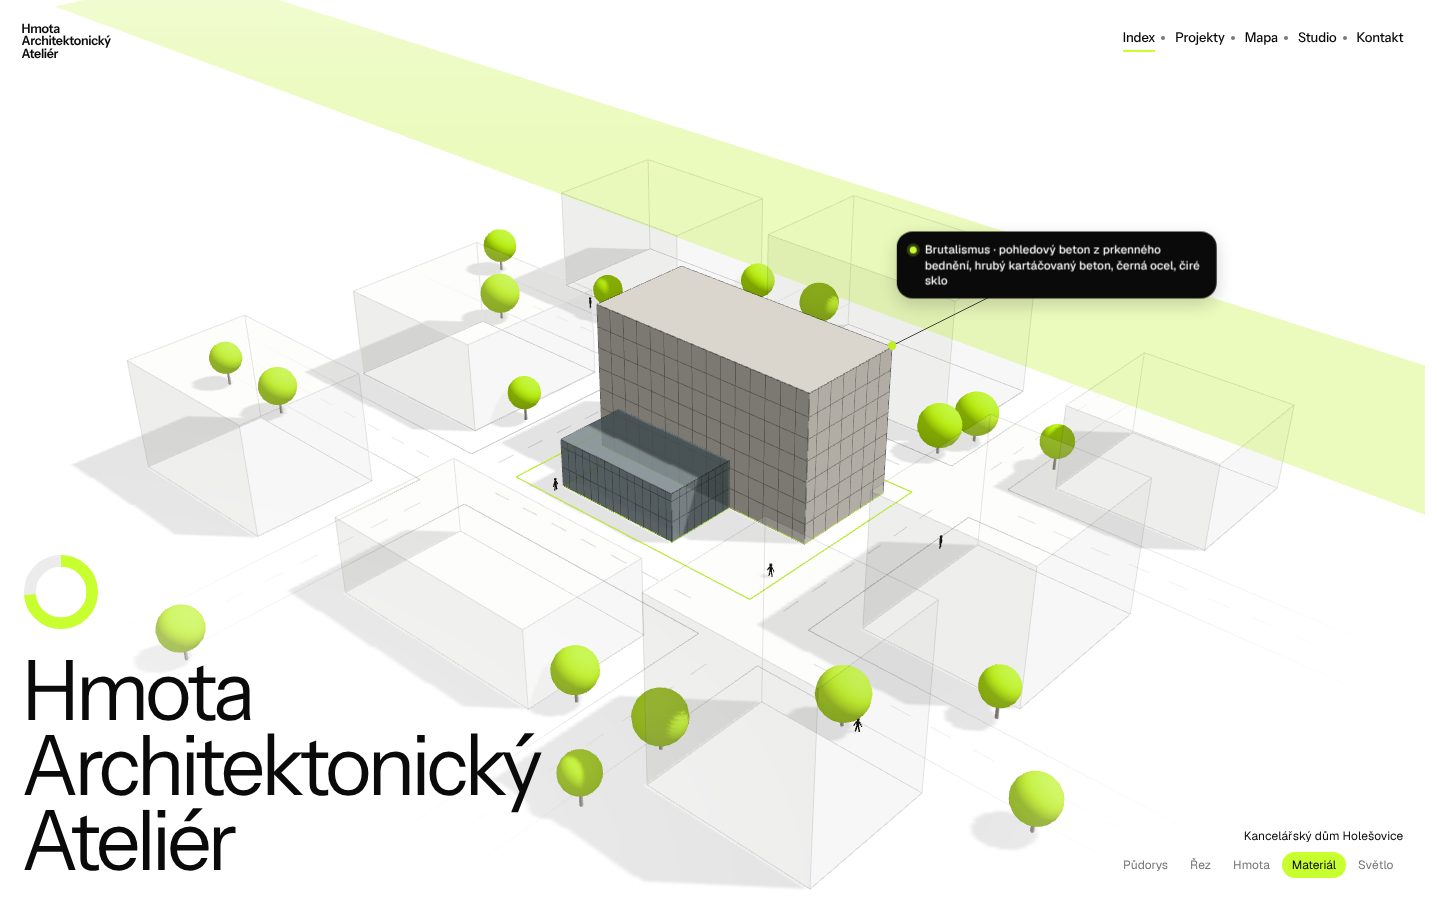 Hmota
Architektonický
Ateliér
Index • Projekty • Mapa • Studio • Kontakt
Brutalismus · pohledový beton z prkenného
bednění, hrubý kartáčovaný beton, černá ocel, čiré
sklo
Hmota
Architektonický
Ateliér
Kancelářský dům Holešovice
Půdorys Řez Hmota Materiál Světlo